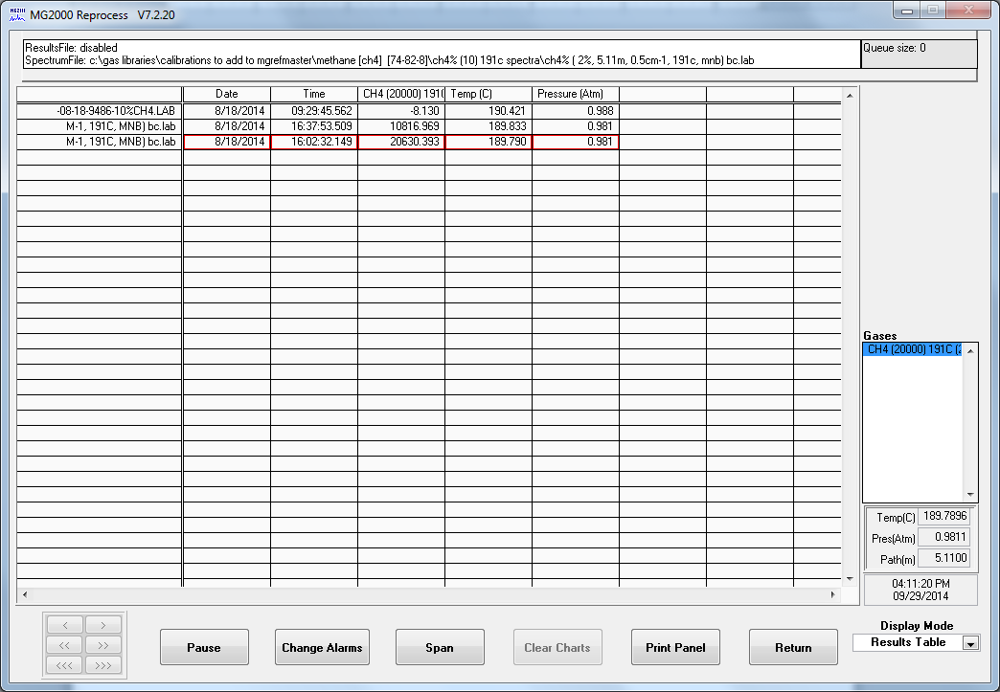 MG2000 Reprocess V7.2.20
ResultsFile: disabled
Queue size: 0
SpectrumFile: c:\gas libraries\calibrations to add to mgrefmaster\methane [ch4] [74-82-8]\ch4% (10) 191c spectra\ch4% ( 2%, 5.11m, 0.5cm-1, 191c, mnb) bc.lab
Date Time CH4 (20000) 191( Temp (C) Pressure (Atm)
-08-18-9486-10%CH4.LAB 8/18/2014 09:29:45.562 -8.130 190.421 0.988
M-1, 191C, MNB) bc.lab 8/18/2014 16:37:53.509 10816.969 189.833 0.981
M-1, 191C, MNB) bc.lab 8/18/2014 16:02:32.149 20630.393 189.790 0.981
Gases
CH4 (20000) 191C (2
Temp(C) 189.7896
Pres(Atm) 0.9811
Path(m) 5.1100
04:11:20 PM
09/29/2014
Display Mode
Results Table
< >
<< >>
<<< >>>
Pause Change Alarms Span Clear Charts Print Panel Return